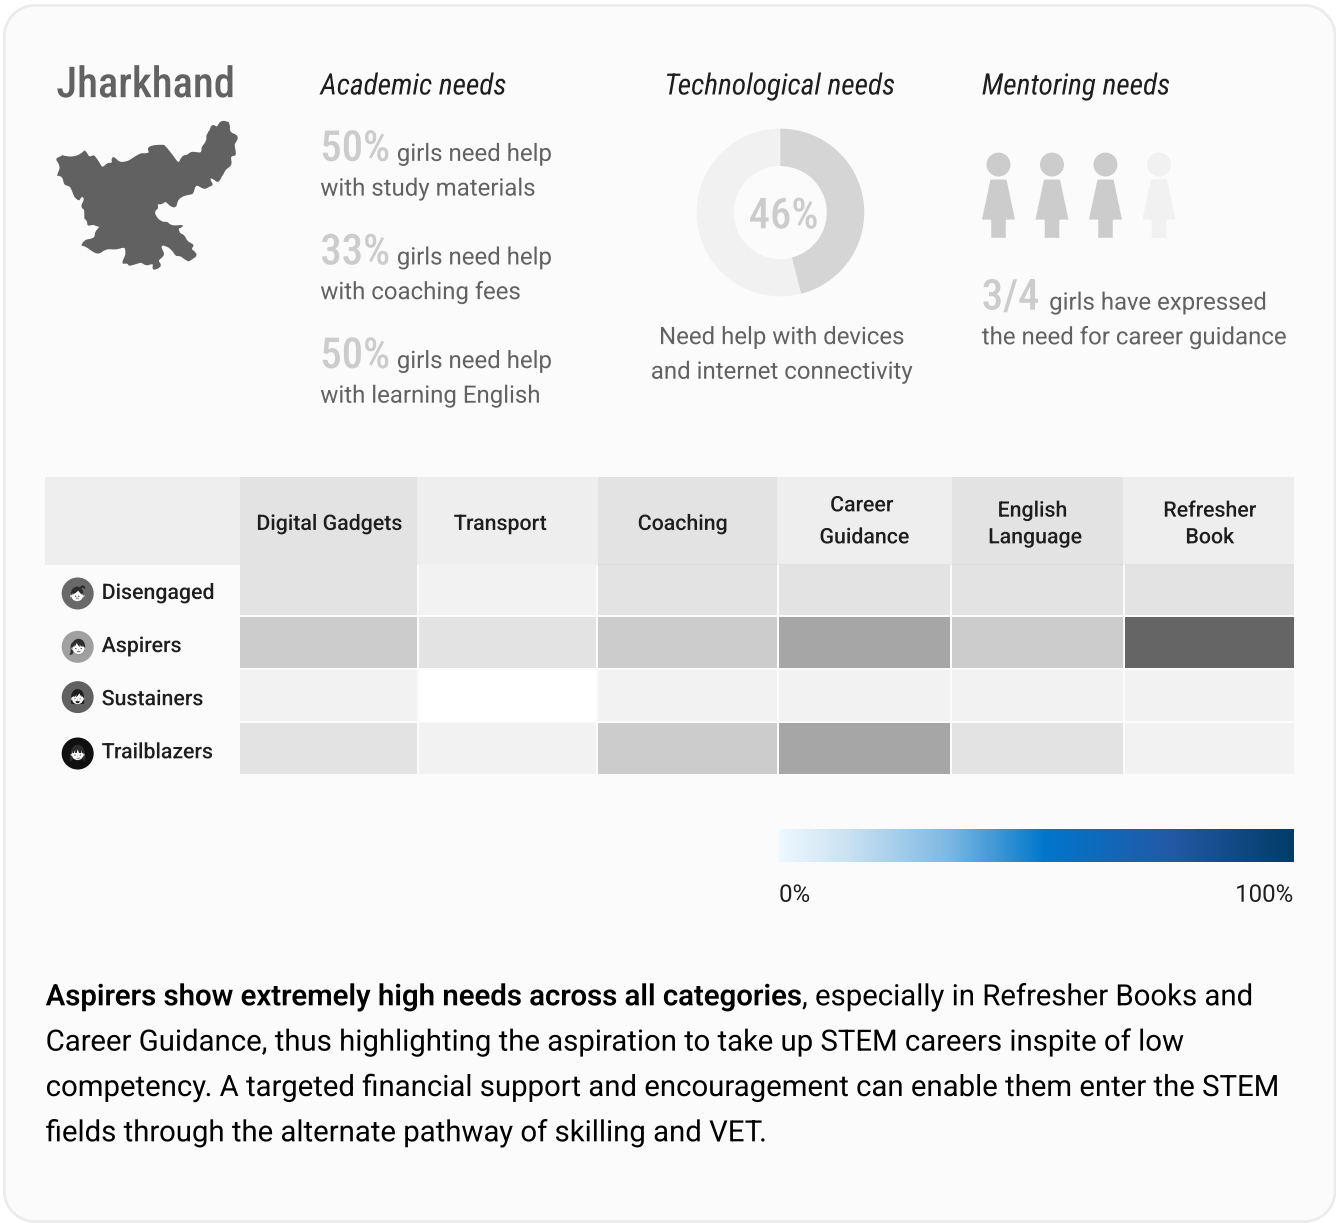 Jharkhand
Academic needs
50% girls need help
with study materials
33% girls need help
with coaching fees
50% girls need help
with learning English
Technological needs
46%
Need help with devices
and internet connectivity
Mentoring needs
3/4 girls have expressed
the need for career guidance
Digital Gadgets
Transport
Coaching
Career
Guidance
English
Language
Refresher
Book
Disengaged
Aspirers
Sustainers
Trailblazers
0%
100%
Aspirers show extremely high needs across all categories, especially in Refresher Books and
Career Guidance, thus highlighting the aspiration to take up STEM careers inspite of low
competency. A targeted financial support and encouragement can enable them enter the STEM
fields through the alternate pathway of skilling and VET.